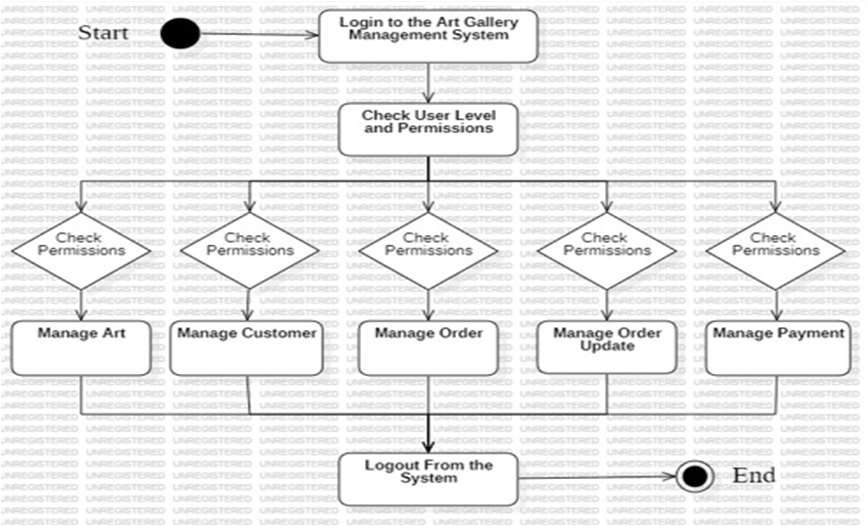 Start
Login to the Art Gallery
Management System
Check User Level
and Permissions
Check
Permissions
Check
Permissions
Check
Permissions
Check
Permissions
Check
Permissions
Manage Art
Manage Customer
Manage Order
Manage Order
Update
Manage Payment
Logout From the
System
End
UNREGISTERED